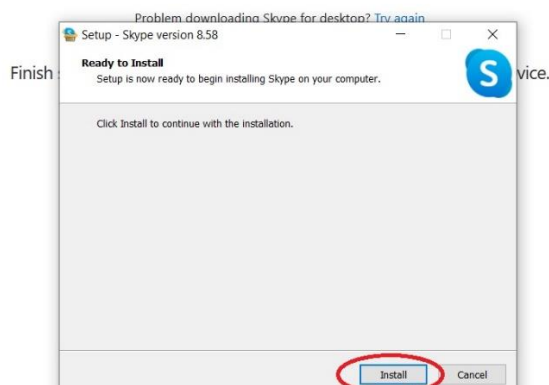 Problem downloading Skype for desktop? Try again
Setup - Skype version 8.58
Finish
vice.
Ready to Install
Setup is now ready to begin installing Skype on your computer.
S
Click Install to continue with the installation.
Install Cancel